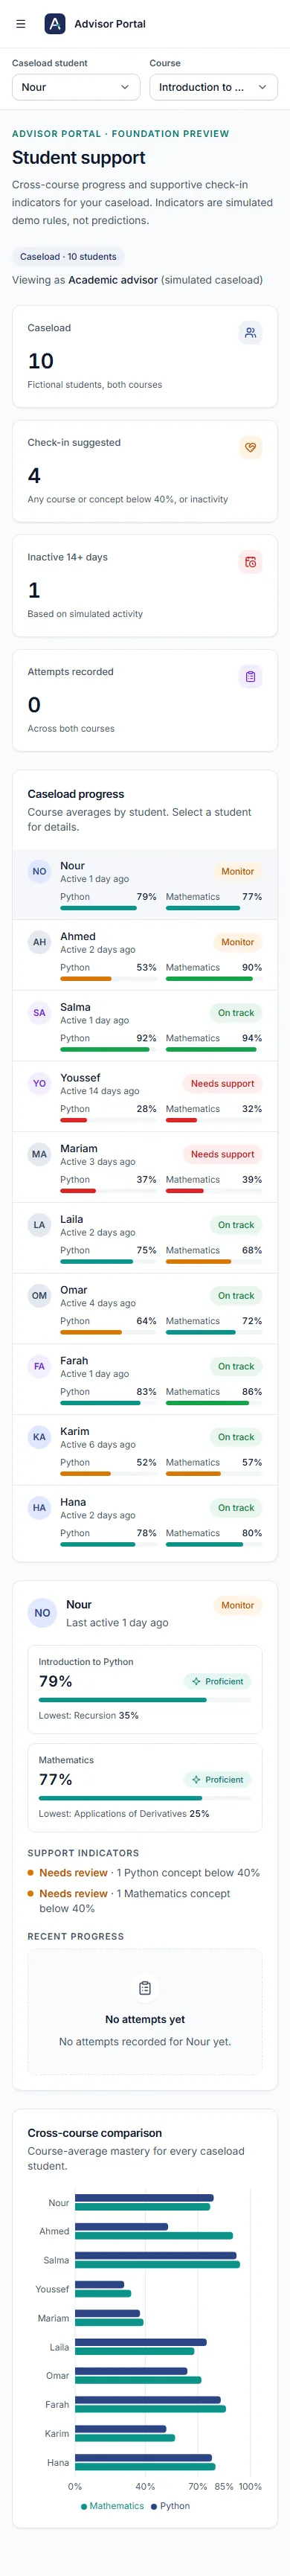 Advisor Portal
Caseload student
Course
Nour
Introduction to ...
ADVISOR PORTAL · FOUNDATION PREVIEW
Student support
Cross-course progress and supportive check-in
indicators for your caseload. Indicators are simulated
demo rules, not predictions.
Caseload · 10 students
Viewing as Academic advisor (simulated caseload)
Caseload
10
Fictional students, both courses
Check-in suggested
4
Any course or concept below 40%, or inactivity
Inactive 14+ days
1
Based on simulated activity
Attempts recorded
0
Across both courses
Caseload progress
Course averages by student. Select a student
for details.
NO
Nour
Active 1 day ago
Monitor
Python 79% Mathematics 77%
AH
Ahmed
Active 2 days ago
Monitor
Python 53% Mathematics 90%
SA
Salma
Active 1 day ago
On track
Python 92% Mathematics 94%
YO
Youssef
Active 14 days ago
Needs support
Python 28% Mathematics 32%
MA
Mariam
Active 3 days ago
Needs support
Python 37% Mathematics 39%
LA
Laila
Active 2 days ago
On track
Python 75% Mathematics 68%
OM
Omar
Active 4 days ago
On track
Python 64% Mathematics 72%
FA
Farah
Active 1 day ago
On track
Python 83% Mathematics 86%
KA
Karim
Active 6 days ago
On track
Python 52% Mathematics 57%
HA
Hana
Active 2 days ago
On track
Python 78% Mathematics 80%
NO
Nour
Last active 1 day ago
Monitor
Introduction to Python
79%
Proficient
Lowest: Recursion 35%
Mathematics
77%
Proficient
Lowest: Applications of Derivatives 25%
SUPPORT INDICATORS
Needs review · 1 Python concept below 40%
Needs review · 1 Mathematics concept
below 40%
RECENT PROGRESS
No attempts yet
No attempts recorded for Nour yet.
Cross-course comparison
Course-average mastery for every caseload
student.
Nour
Ahmed
Salma
Youssef
Mariam
Laila
Omar
Farah
Karim
Hana
0% 40% 70% 85% 100%
Mathematics Python